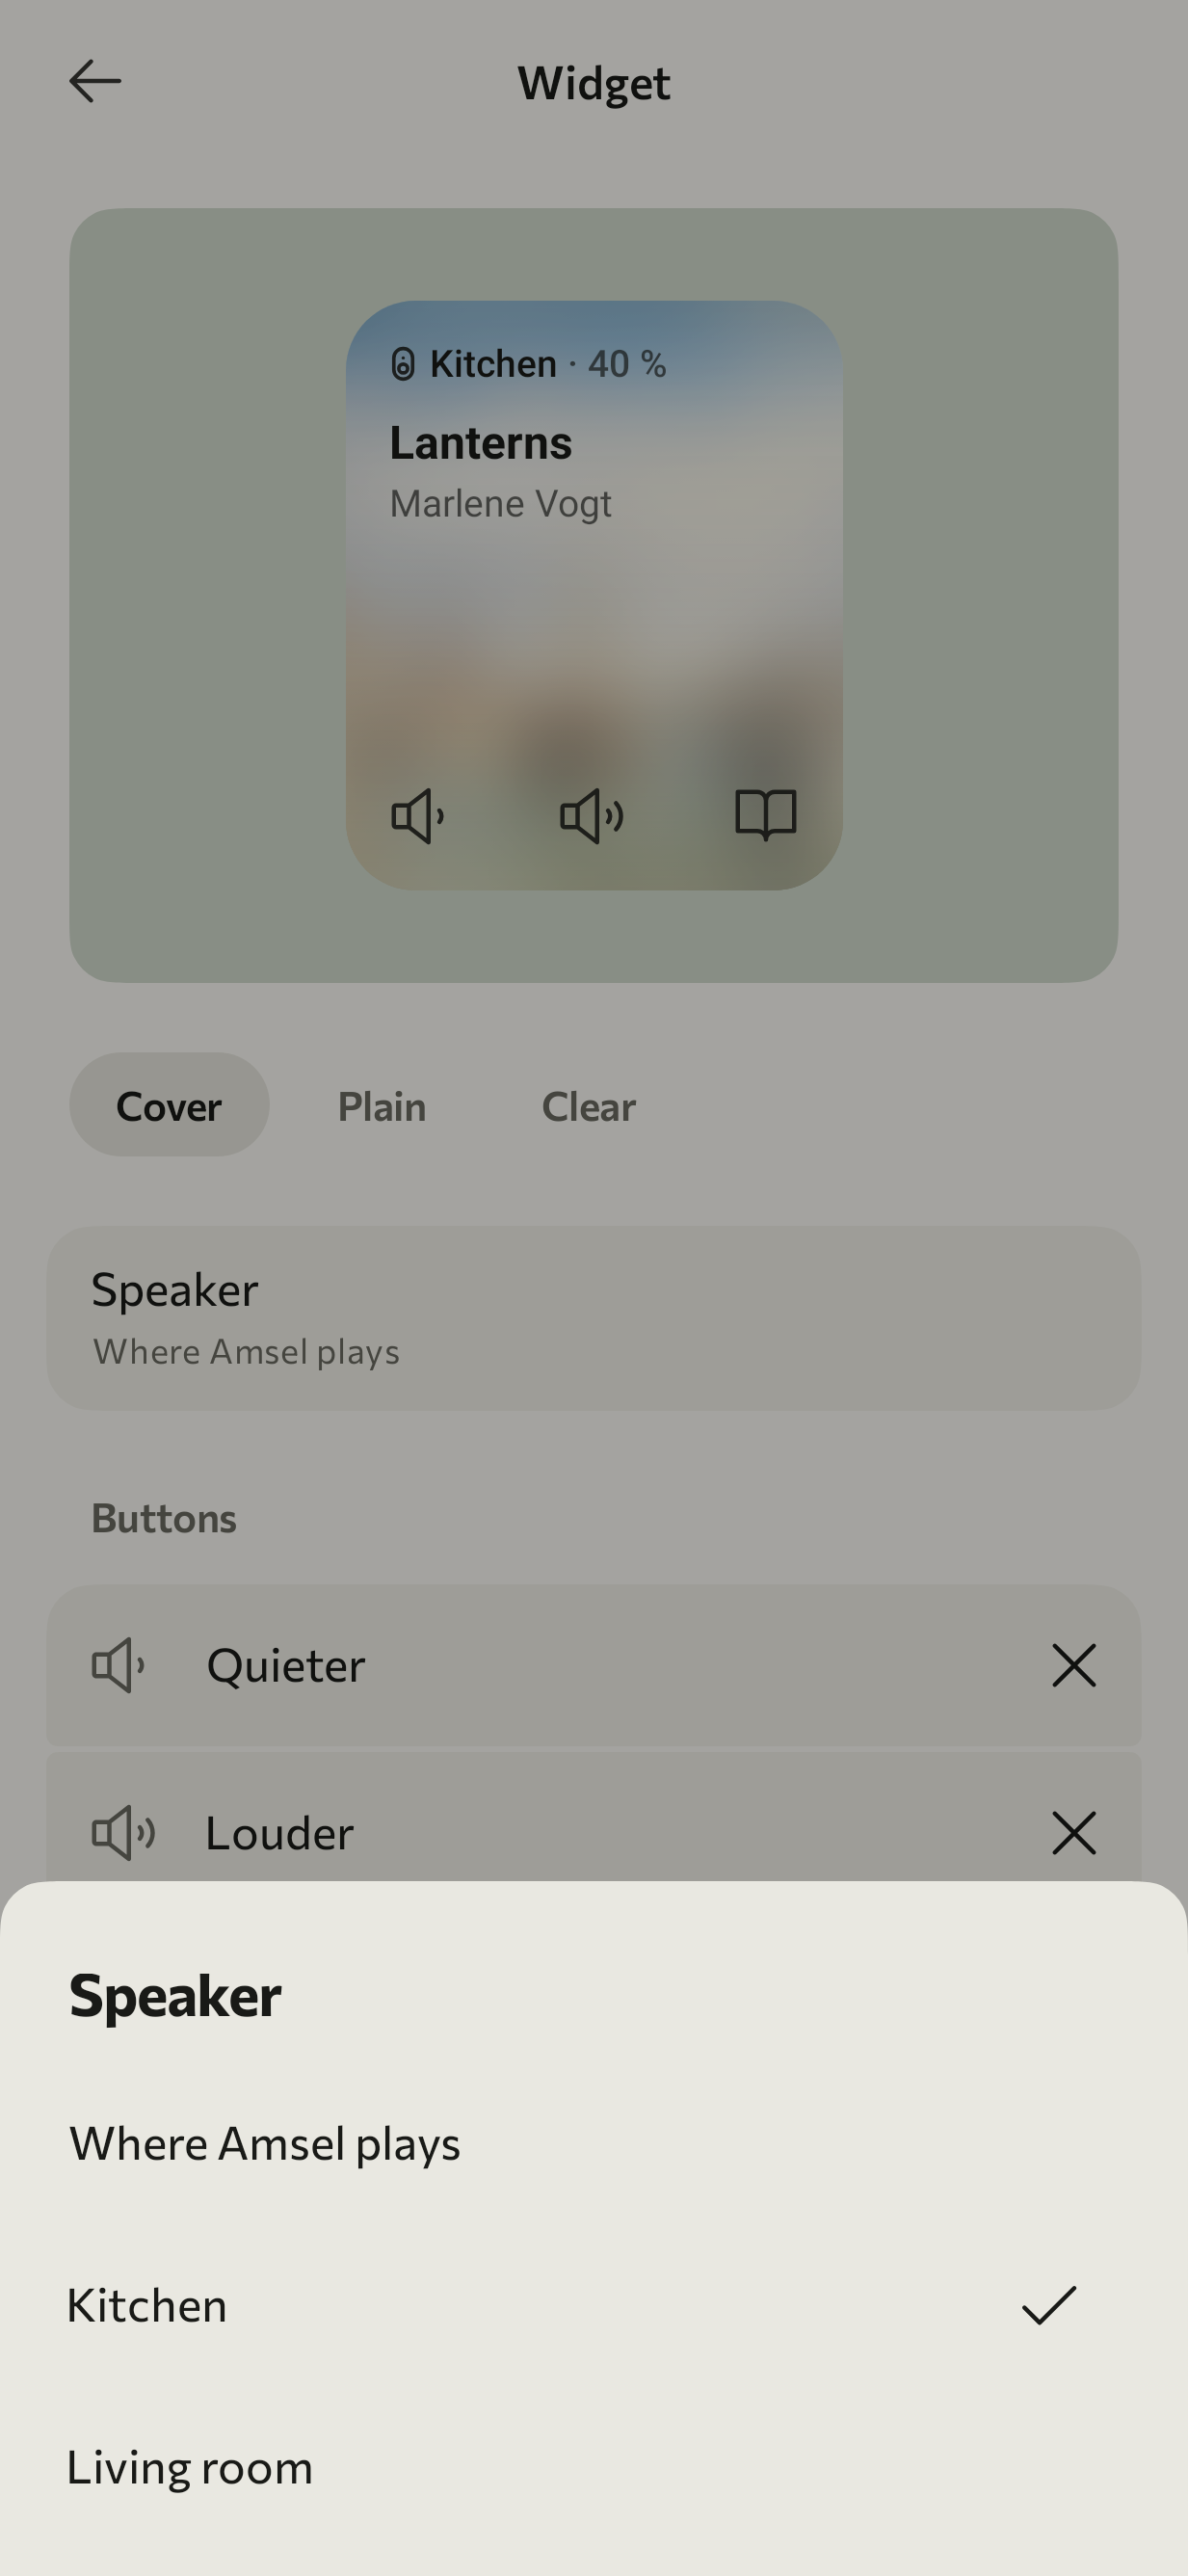 Widget
Kitchen · 40 %
Lanterns
Marlene Vogt
Cover Plain Clear
Speaker
Where Amsel plays
Buttons
Quieter
Louder
Speaker
Where Amsel plays
Kitchen
Living room